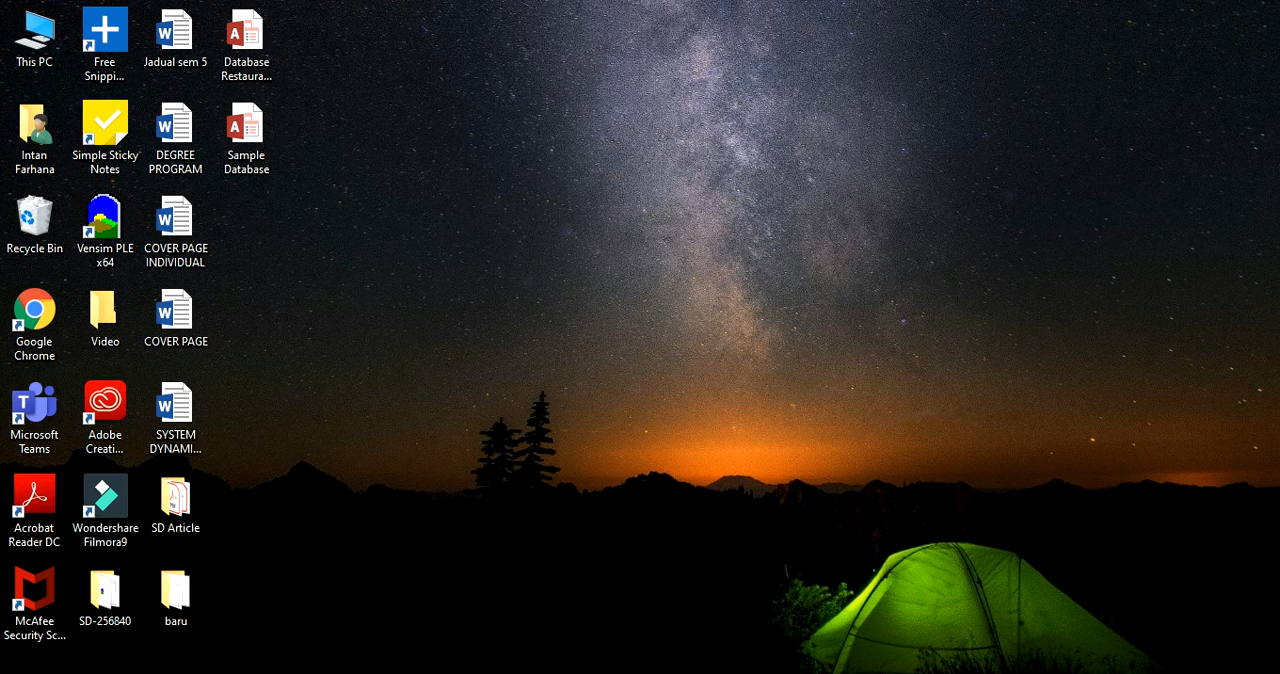 This PC
Free
Snippi...
Jadual sem 5
Database
Restaura...
Intan
Farhana
Simple Sticky
Notes
DEGREE
PROGRAM
Sample
Database
Recycle Bin
Vensim PLE
x64
COVER PAGE
INDIVIDUAL
Google
Chrome
Video
COVER PAGE
Microsoft
Teams
Adobe
Creati...
SYSTEM
DYNAMI...
Acrobat
Reader DC
Wondershare
Filmora9
SD Article
McAfee
Security Sc...
SD-256840
baru